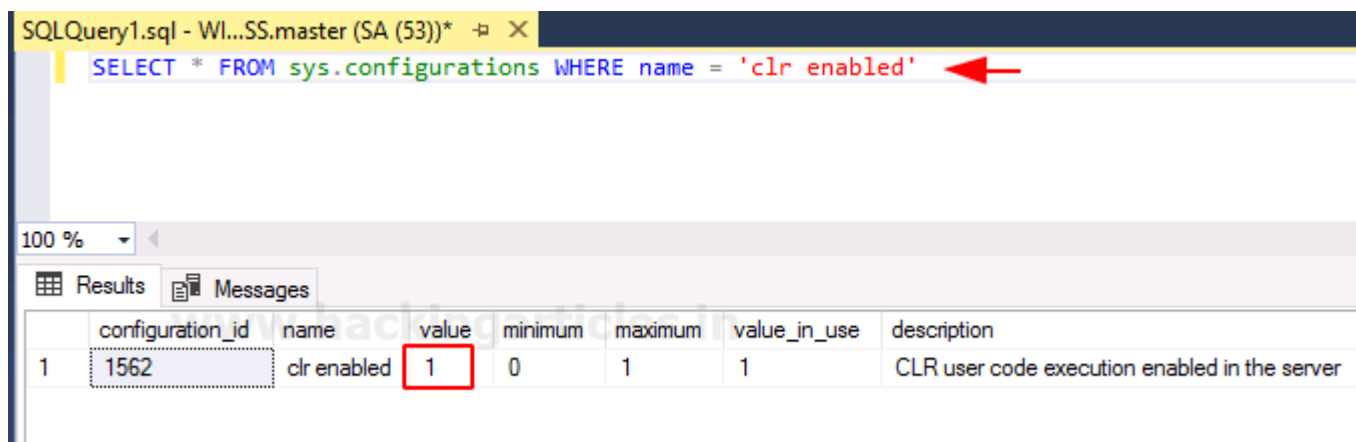 SQLQuery1.sql - WI...SS.master (SA (53))*
SELECT * FROM sys.configurations WHERE name = 'clr enabled'
100 %
Results Messages
www.hackingarticles.in
configuration_id name value minimum maximum value_in_use description
1 1562 clr enabled 1 0 1 1 CLR user code execution enabled in the server